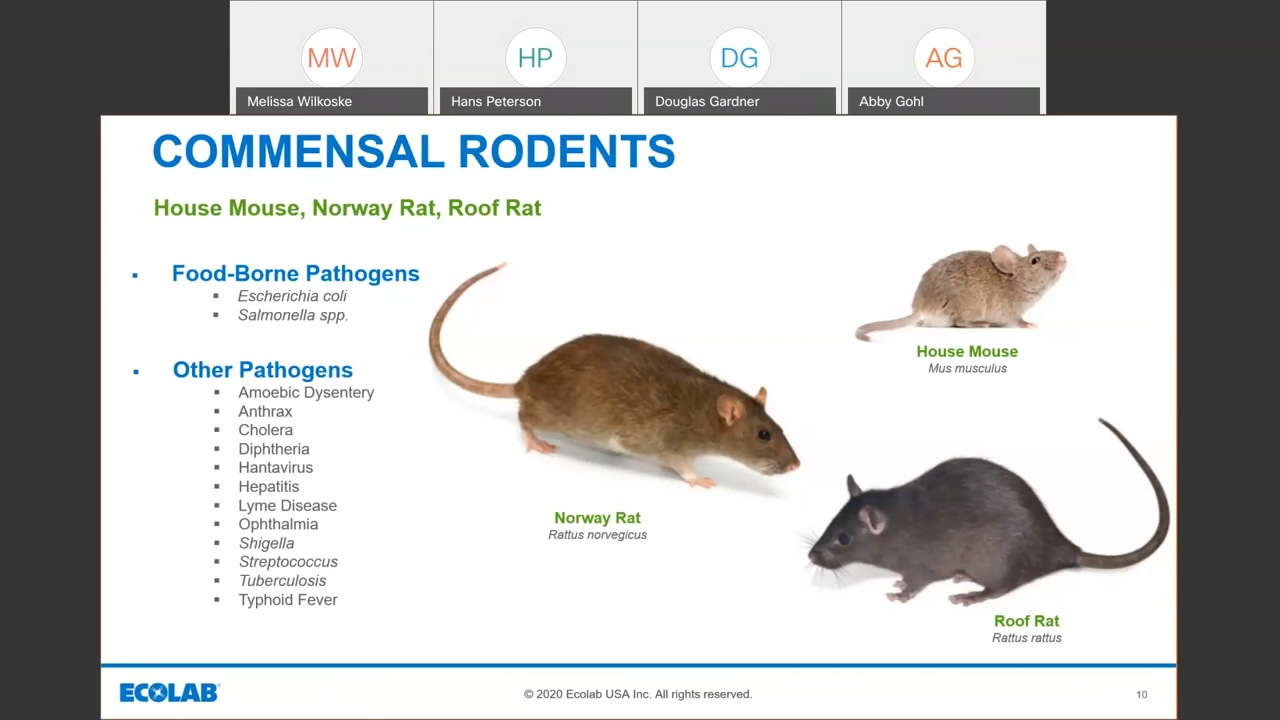 MW
HP
DG
AG
Melissa Wilkoske
Hans Peterson
Douglas Gardner
Abby Gohl
COMMENSAL RODENTS
House Mouse, Norway Rat, Roof Rat
▪ Food-Borne Pathogens
▪ Escherichia coli
▪ Salmonella spp.
▪ Other Pathogens
▪ Amoebic Dysentery
▪ Anthrax
▪ Cholera
▪ Diphtheria
▪ Hantavirus
▪ Hepatitis
▪ Lyme Disease
▪ Ophthalmia
▪ Shigella
▪ Streptococcus
▪ Tuberculosis
▪ Typhoid Fever
Norway Rat
Rattus norvegicus
House Mouse
Mus musculus
Roof Rat
Rattus rattus
ECOLAB®
© 2020 Ecolab USA Inc. All rights reserved.
10